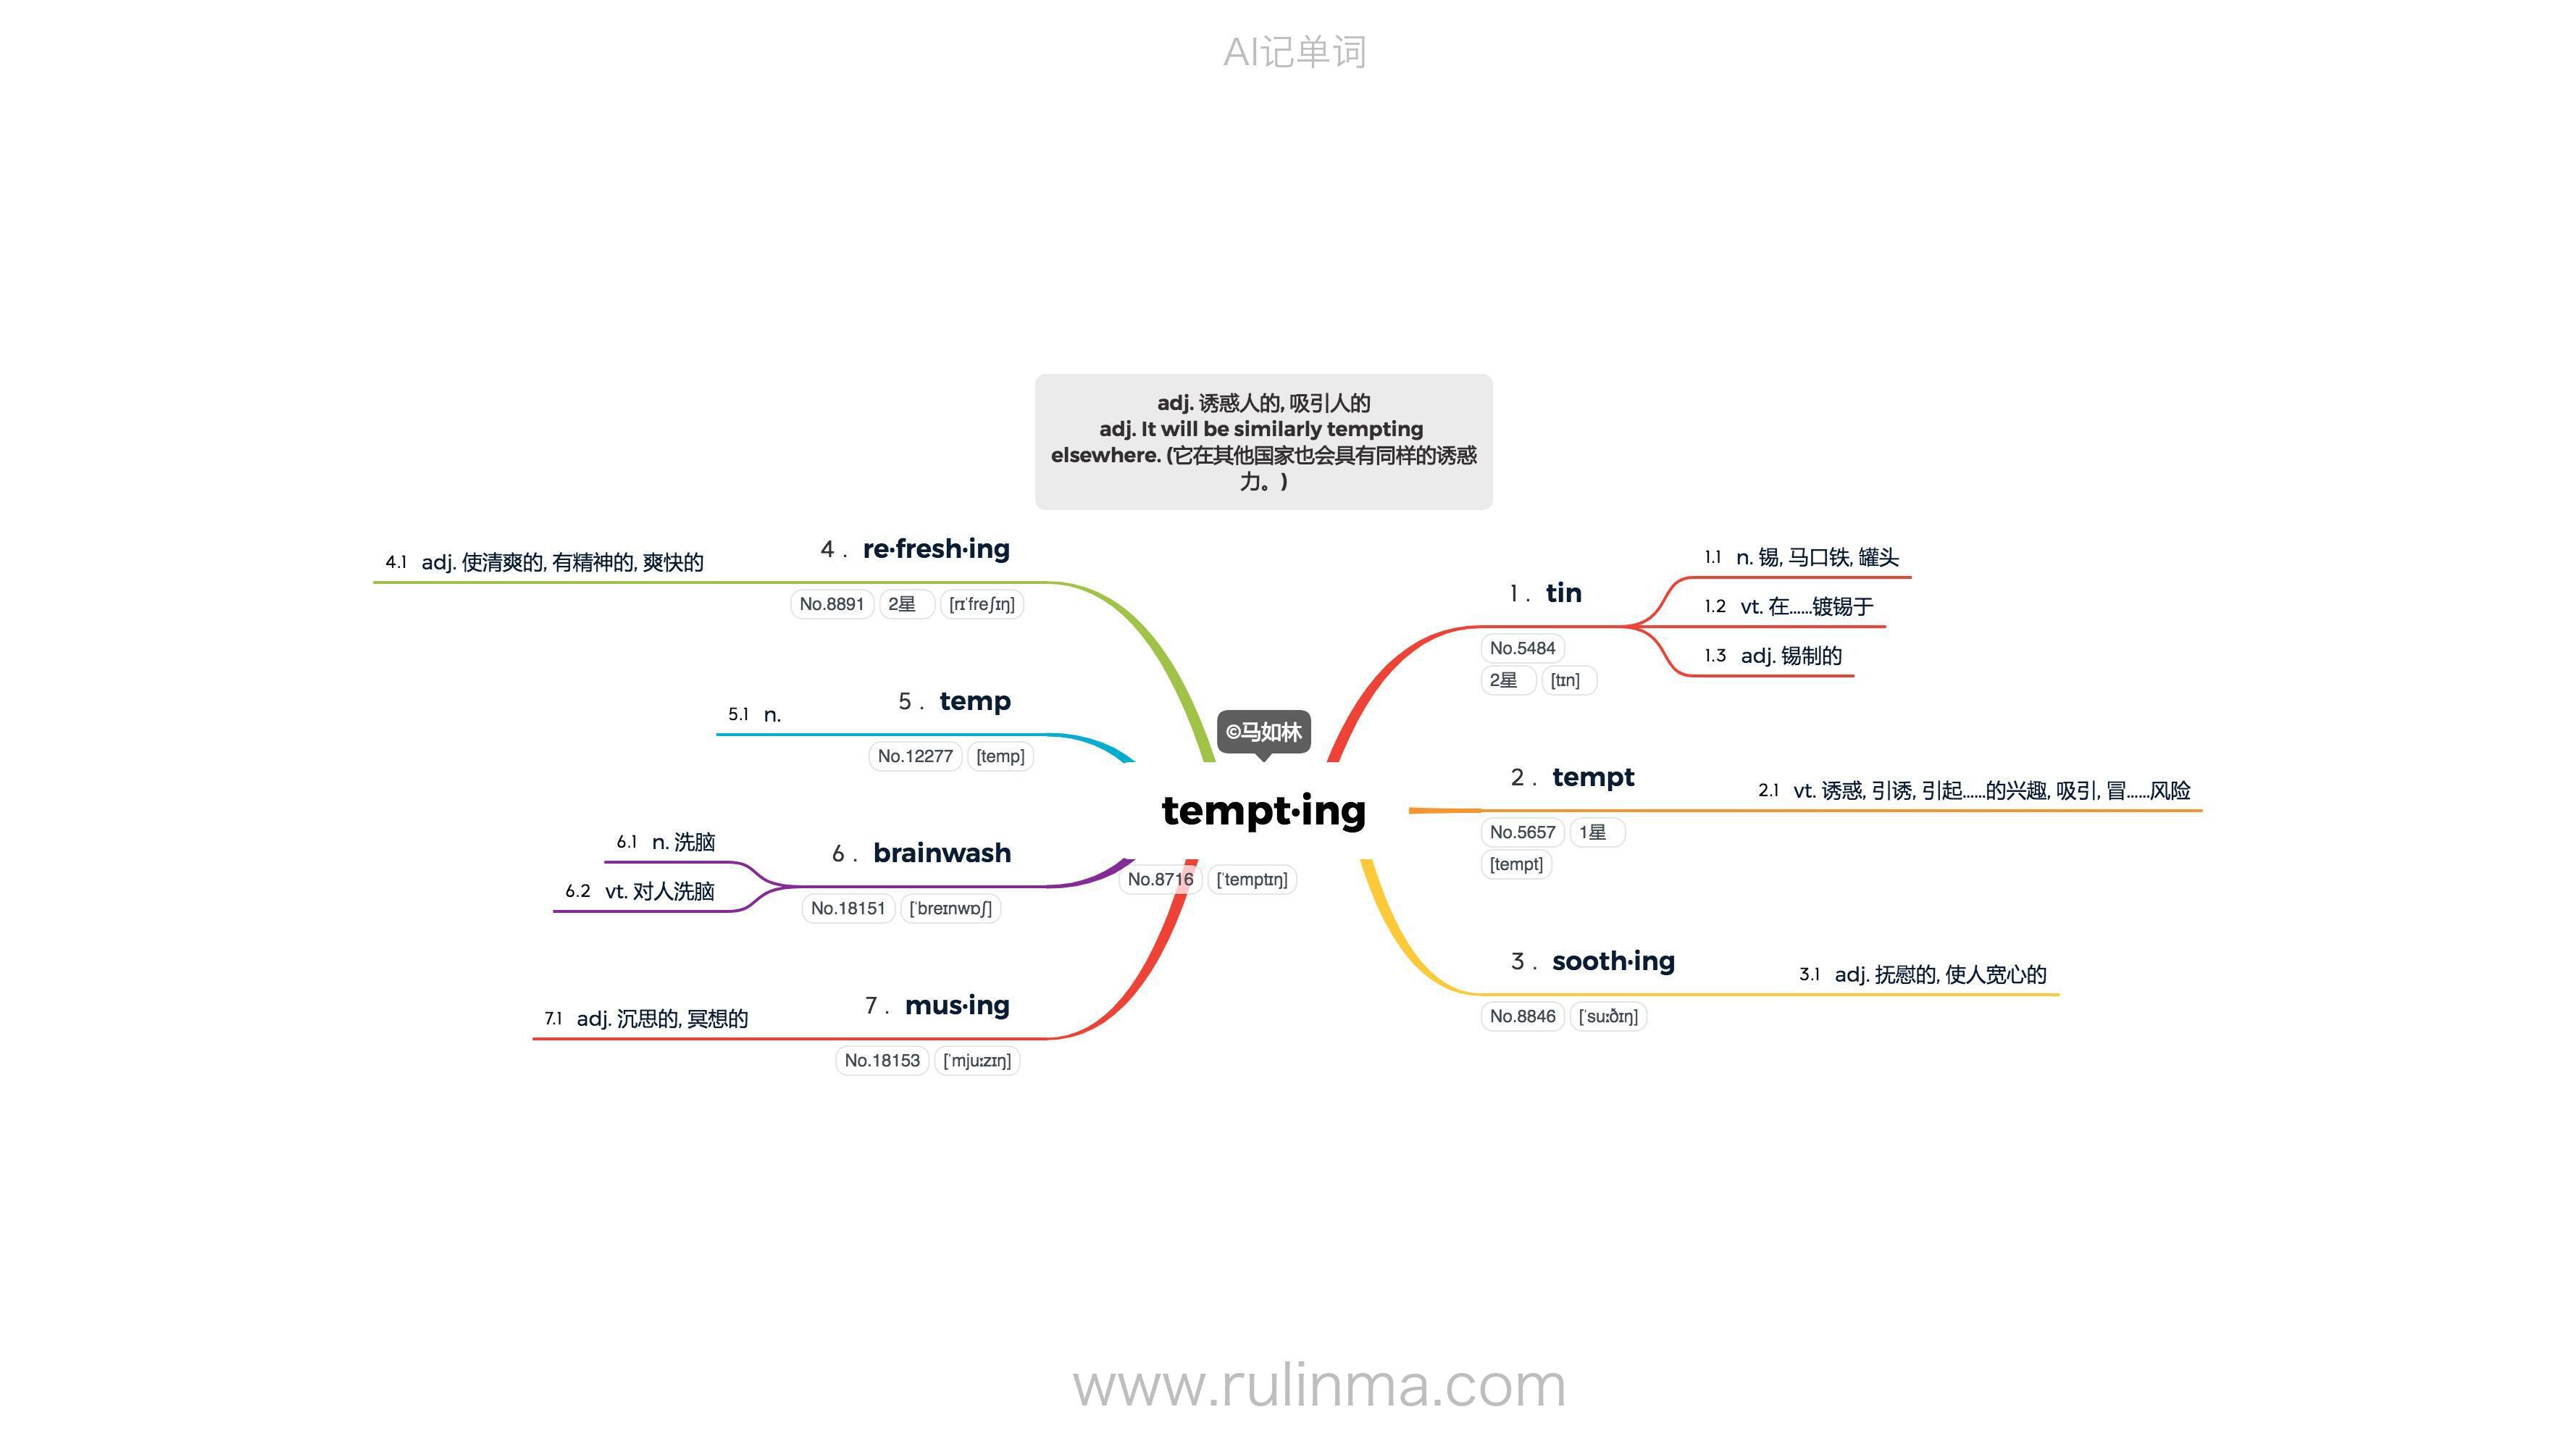 AI记单词
adj. 诱惑人的, 吸引人的
adj. It will be similarly tempting
elsewhere. (它在其他国家也会具有同样的诱惑
力。)
©马如林
tempt·ing
No.8716 [ˈtemptɪŋ]
1 . tin
No.5484
2星 [tɪn]
1.1 n. 锡, 马口铁, 罐头
1.2 vt. 在......镀锡于
1.3 adj. 锡制的
2 . tempt
No.5657 1星
[tempt]
2.1 vt. 诱惑, 引诱, 引起......的兴趣, 吸引, 冒......风险
3 . sooth·ing
No.8846 [ˈsuːðɪŋ]
3.1 adj. 抚慰的, 使人宽心的
4 . re·fresh·ing
No.8891 2星 [rɪˈfreʃɪŋ]
4.1 adj. 使清爽的, 有精神的, 爽快的
5 . temp
No.12277 [temp]
5.1 n.
6 . brainwash
No.18151 [ˈbreɪnwɒʃ]
6.1 n. 洗脑
6.2 vt. 对人洗脑
7 . mus·ing
No.18153 [ˈmjuːzɪŋ]
7.1 adj. 沉思的, 冥想的
www.rulinma.com